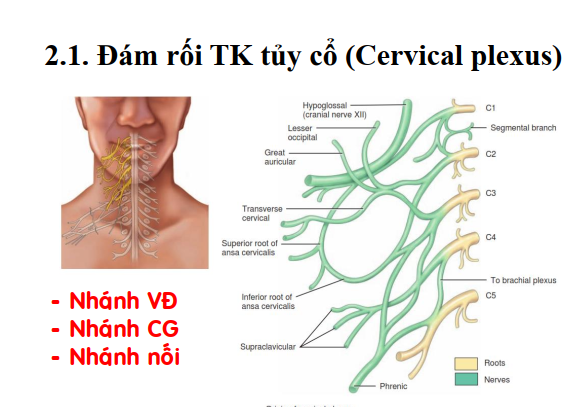 2.1. Đám rối TK tủy cổ (Cervical plexus)
- Nhánh VĐ
- Nhánh CG
- Nhánh nối
Hypoglossal
(cranial nerve XII)
Lesser
occipital
Great
auricular
Transverse
cervical
Superior root of
ansa cervicalis
Inferior root of
ansa cervicalis
Supraclavicular
Phrenic
C1
Segmental branch
C2
C3
C4
To brachial plexus
C5
Roots
Nerves